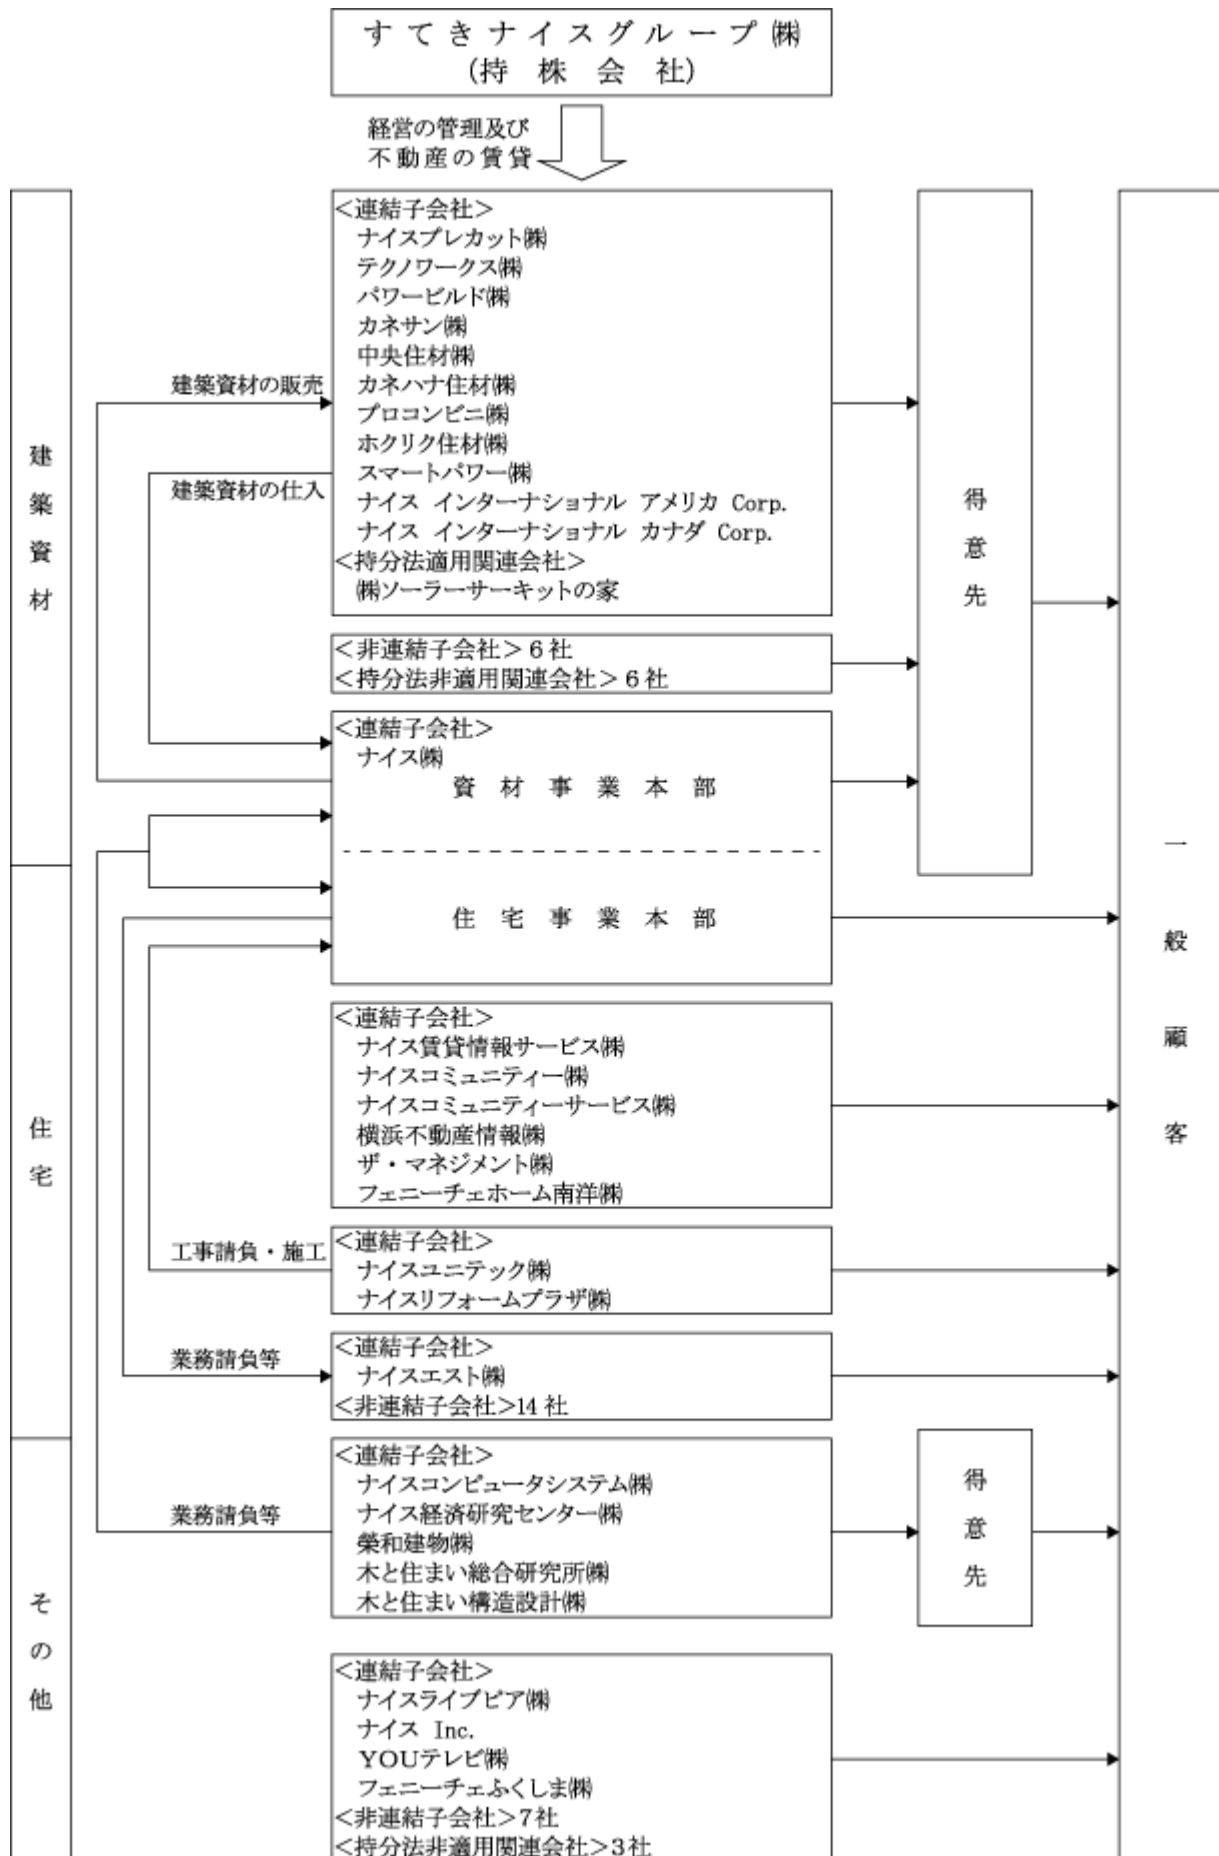 すてきナイスグループ㈱
(持株会社)
経営の管理及び
不動産の賃貸
建築資材
<連結子会社>
ナイスプレカット㈱
テクノワークス㈱
パワービルド㈱
カネサン㈱
中央住材㈱
カネハナ住材㈱
プロコンビニ㈱
ホクリク住材㈱
スマートパワー㈱
ナイス インターナショナル アメリカ Corp.
ナイス インターナショナル カナダ Corp.
<持分法適用関連会社>
㈱ソーラーサーキットの家
建築資材の販売
建築資材の仕入
得意先
一般顧客
<非連結子会社>6社
<持分法非適用関連会社>6社
<連結子会社>
ナイス㈱
資材事業本部
住宅事業本部
住宅
<連結子会社>
ナイス賃貸情報サービス㈱
ナイスコミュニティー㈱
ナイスコミュニティーサービス㈱
横浜不動産情報㈱
ザ・マネジメント㈱
フェニーチェホーム南洋㈱
工事請負・施工
<連結子会社>
ナイスユニテック㈱
ナイスリフォームプラザ㈱
業務請負等
<連結子会社>
ナイスエスト㈱
<非連結子会社>14社
その他
業務請負等
<連結子会社>
ナイスコンピュータシステム㈱
ナイス経済研究センター㈱
榮和建物㈱
木と住まい総合研究所㈱
木と住まい構造設計㈱
得意先
<連結子会社>
ナイスライブピア㈱
ナイス Inc.
YOUテレビ㈱
フェニーチェふくしま㈱
<非連結子会社>7社
<持分法非適用関連会社>3社